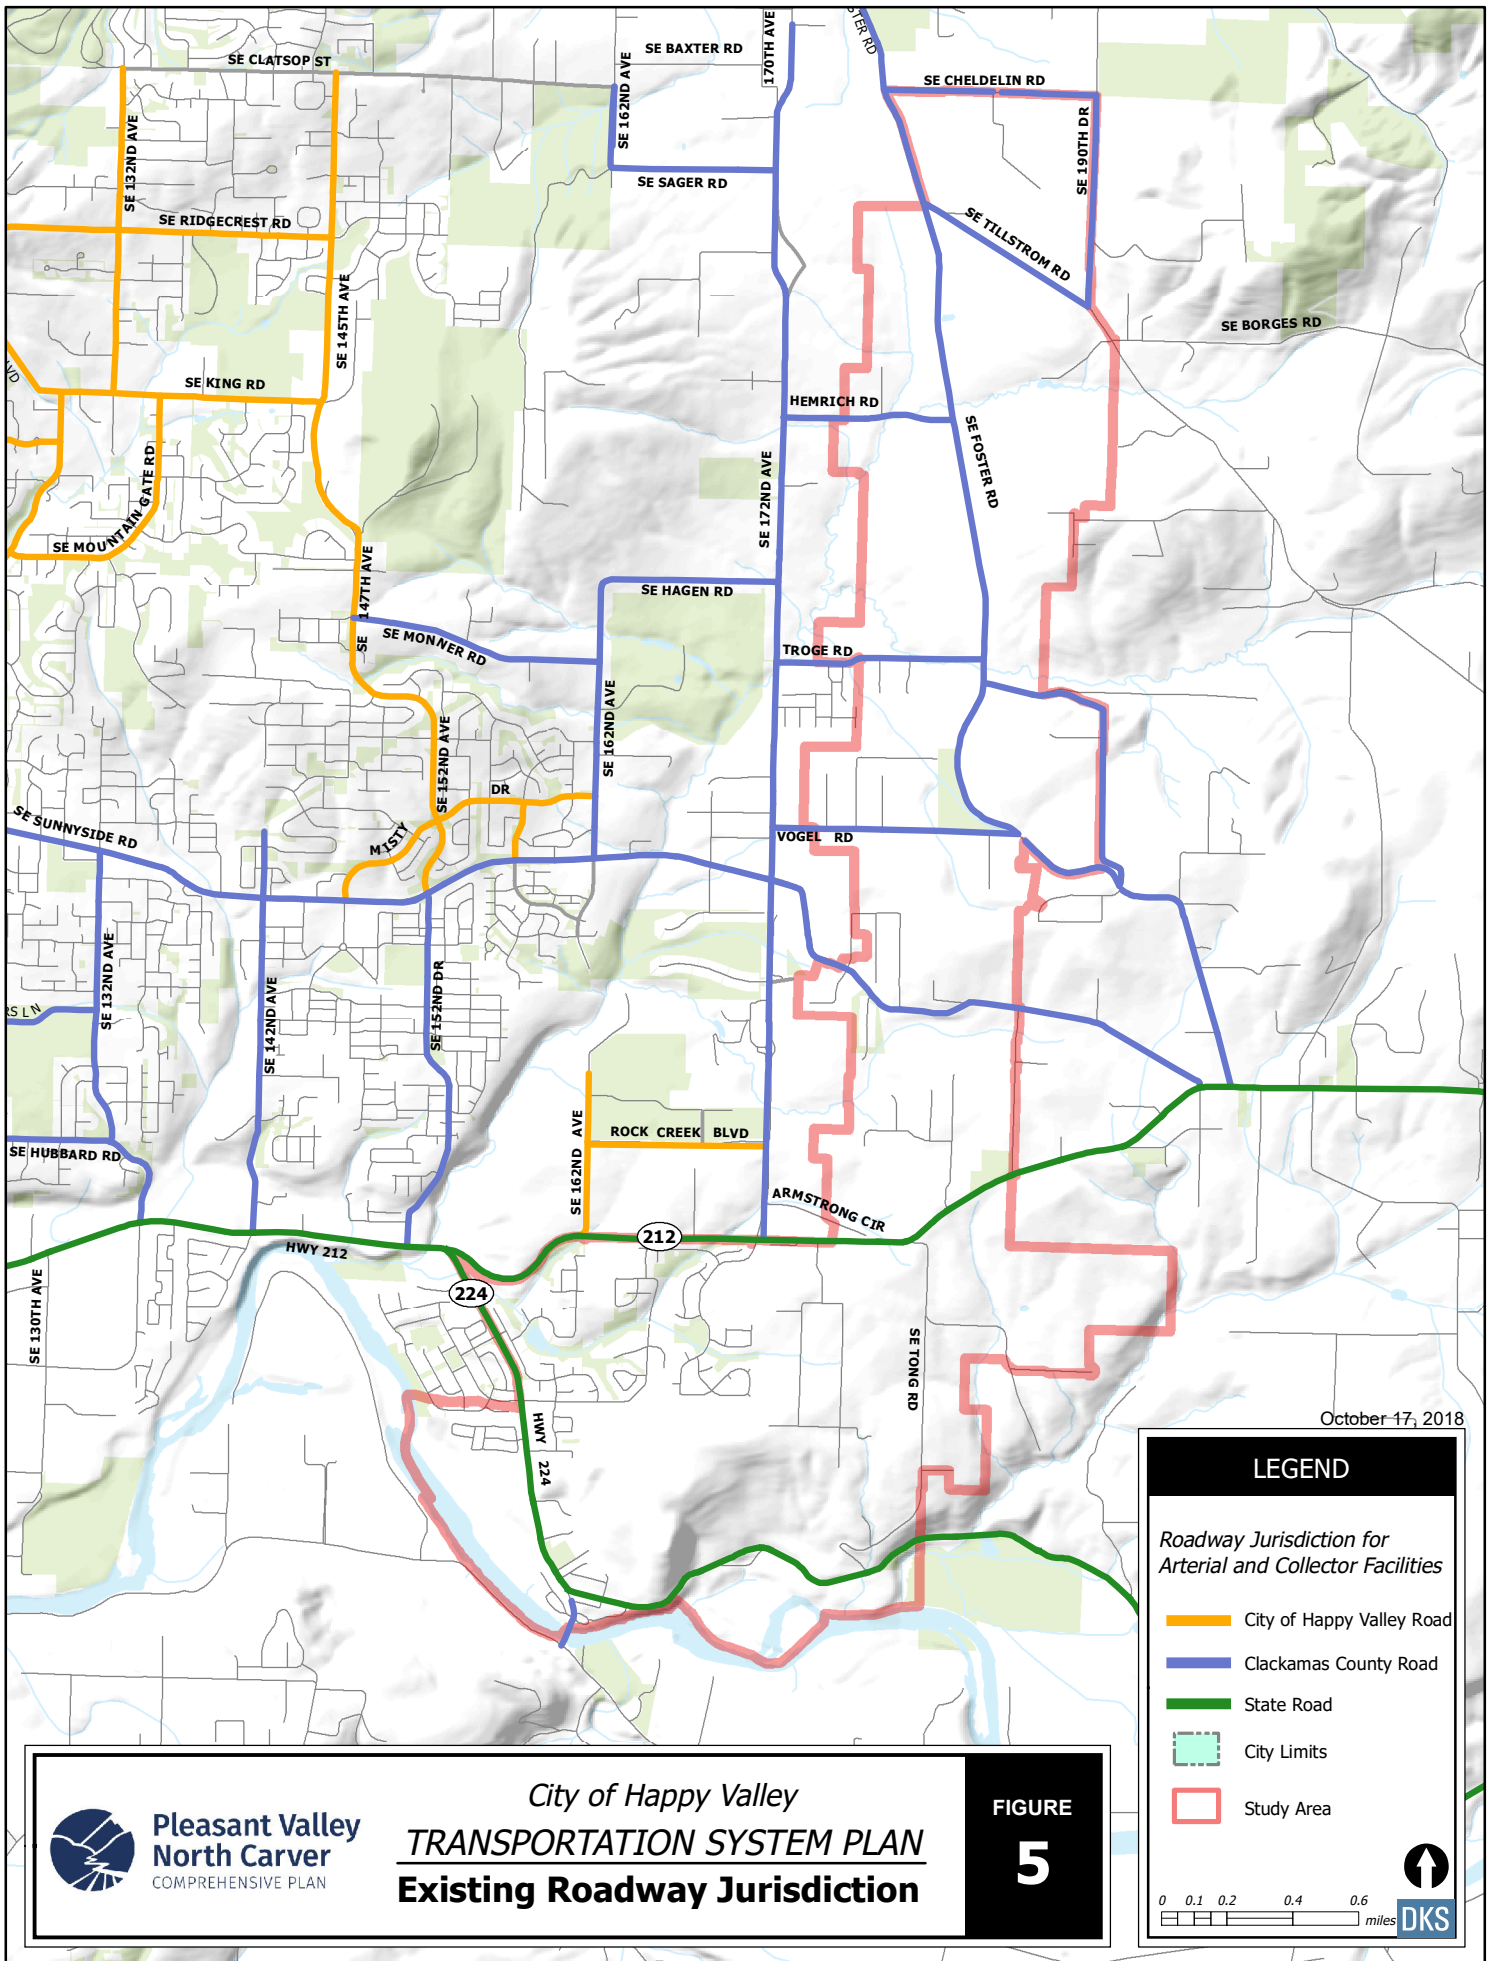 SE CLATSOP ST
SE BAXTER RD
170TH AVE
STER RD
SE CHELDELIN RD
SE 132ND AVE
SE 162ND AVE
SE SAGER RD
SE 190TH DR
SE RIDGECREST RD
SE TILLSTROM RD
SE 145TH AVE
SE BORGES RD
LVD
SE KING RD
HEMRICH RD
SE FOSTER RD
SE MOUNTAIN GATE RD
SE 172ND AVE
SE 147TH AVE
SE HAGEN RD
SE MONNER RD
TROGE RD
SE 162ND AVE
SE 152ND AVE
MISTY DR
SE SUNNYSIDE RD
VOGEL RD
SE 132ND AVE
RS LN
SE 142ND AVE
SE 152ND DR
SE 162ND AVE
ROCK CREEK BLVD
SE HUBBARD RD
ARMSTRONG CIR
HWY 212
212
224
SE 130TH AVE
SE TONG RD
HWY 224
October 17, 2018
LEGEND
Roadway Jurisdiction for
Arterial and Collector Facilities
City of Happy Valley Road
Clackamas County Road
State Road
City Limits
Study Area
0 0.1 0.2 0.4 0.6
miles
DKS
Pleasant Valley
North Carver
COMPREHENSIVE PLAN
City of Happy Valley
TRANSPORTATION SYSTEM PLAN
Existing Roadway Jurisdiction
FIGURE
5